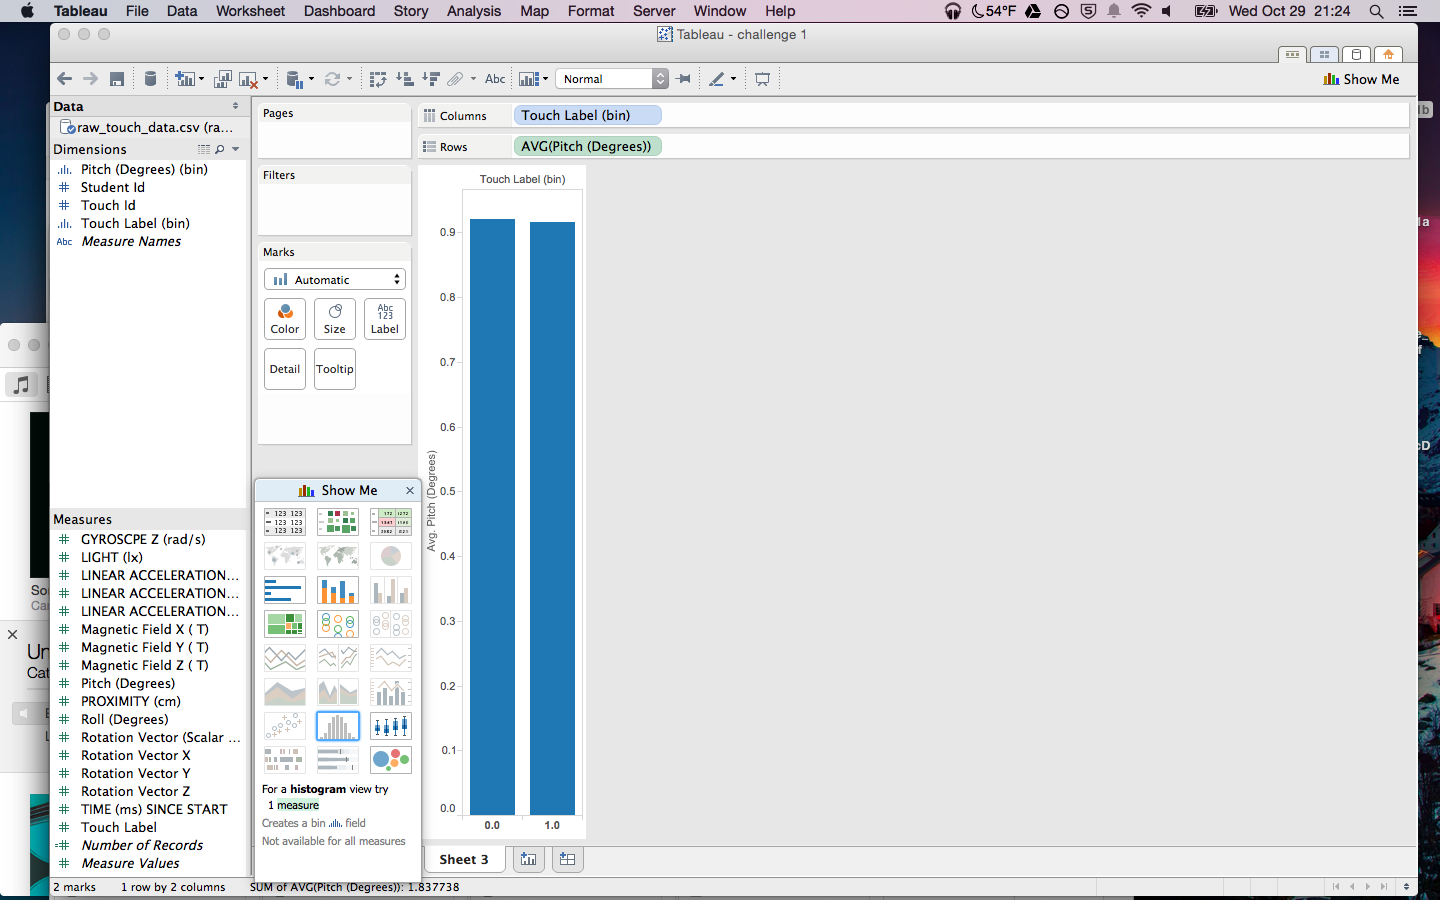 Tableau File Data Worksheet Dashboard Story Analysis Map Format Server Window Help 54°F Wed Oct 29 21:24
Tableau - challenge 1
Abc Normal Show Me
Data
raw_touch_data.csv (ra...
Dimensions
Pitch (Degrees) (bin)
# Student Id
# Touch Id
Touch Label (bin)
Abc Measure Names
Measures
# GYROSCPE Z (rad/s)
# LIGHT (lx)
# LINEAR ACCELERATION...
# LINEAR ACCELERATION...
# LINEAR ACCELERATION...
# Magnetic Field X ( T)
# Magnetic Field Y ( T)
# Magnetic Field Z ( T)
# Pitch (Degrees)
# PROXIMITY (cm)
# Roll (Degrees)
# Rotation Vector (Scalar ...
# Rotation Vector X
# Rotation Vector Y
# Rotation Vector Z
# TIME (ms) SINCE START
# Touch Label
=# Number of Records
# Measure Values
Pages
Filters
Marks
Automatic
Color Size Abc 123 Label
Detail Tooltip
Show Me
For a histogram view try
1 measure
Creates a bin field
Not available for all measures
Columns Touch Label (bin)
Rows AVG(Pitch (Degrees))
Touch Label (bin)
Avg. Pitch (Degrees)
0.9
0.8
0.7
0.6
0.5
0.4
0.3
0.2
0.1
0.0
0.0 1.0
Sheet 3
2 marks 1 row by 2 columns SUM of AVG(Pitch (Degrees)): 1.837738